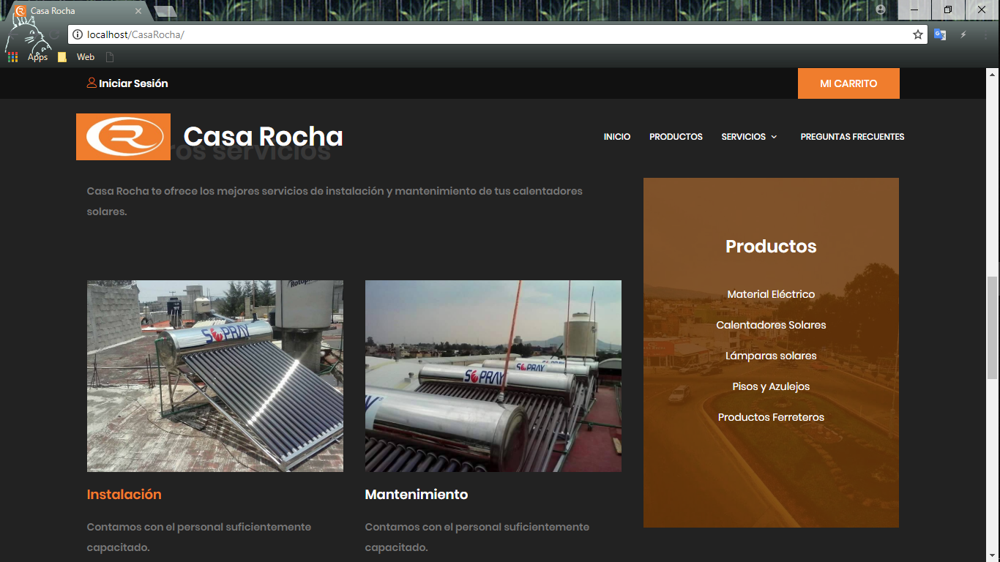 Casa Rocha
localhost/CasaRocha/
Apps
Web
Iniciar Sesión
MI CARRITO
R
Casa Rocha
INICIO
PRODUCTOS
SERVICIOS
PREGUNTAS FRECUENTES
ros servicios
Casa Rocha te ofrece los mejores servicios de instalación y mantenimiento de tus calentadores
solares.
SOPRAY
SOPRAY
SOPRAY
Productos
Material Eléctrico
Calentadores Solares
Lámparas solares
Pisos y Azulejos
Productos Ferreteros
Instalación
Contamos con el personal suficientemente
capacitado.
Mantenimiento
Contamos con el personal suficientemente
capacitado.